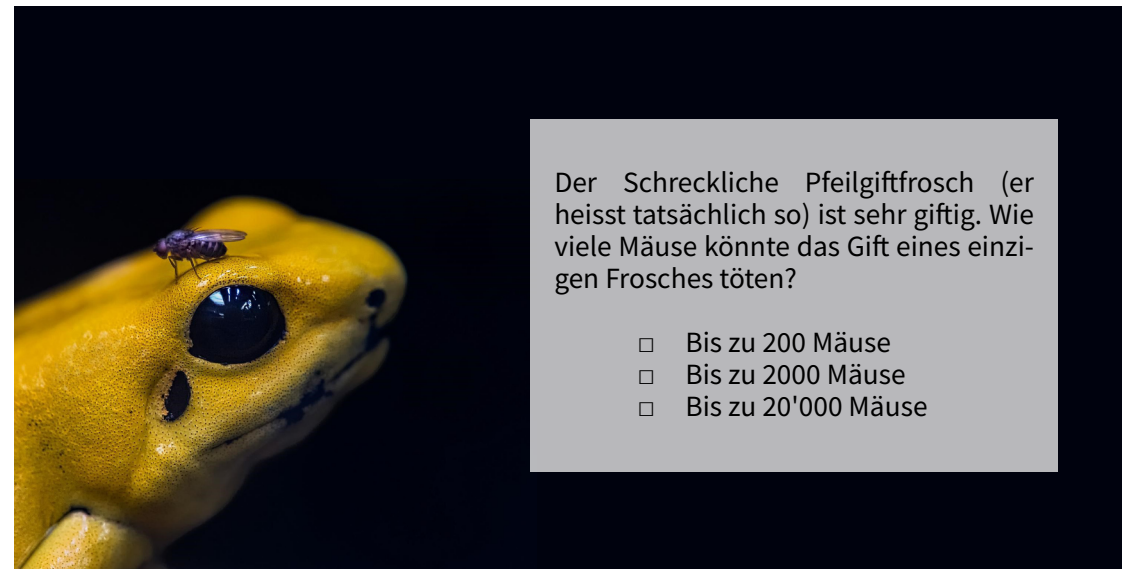 Der Schreckliche Pfeilgiftfrosch (er
heisst tatsächlich so) ist sehr giftig. Wie
viele Mäuse könnte das Gift eines einzi-
gen Frosches töten?
□ Bis zu 200 Mäuse
□ Bis zu 2000 Mäuse
□ Bis zu 20'000 Mäuse